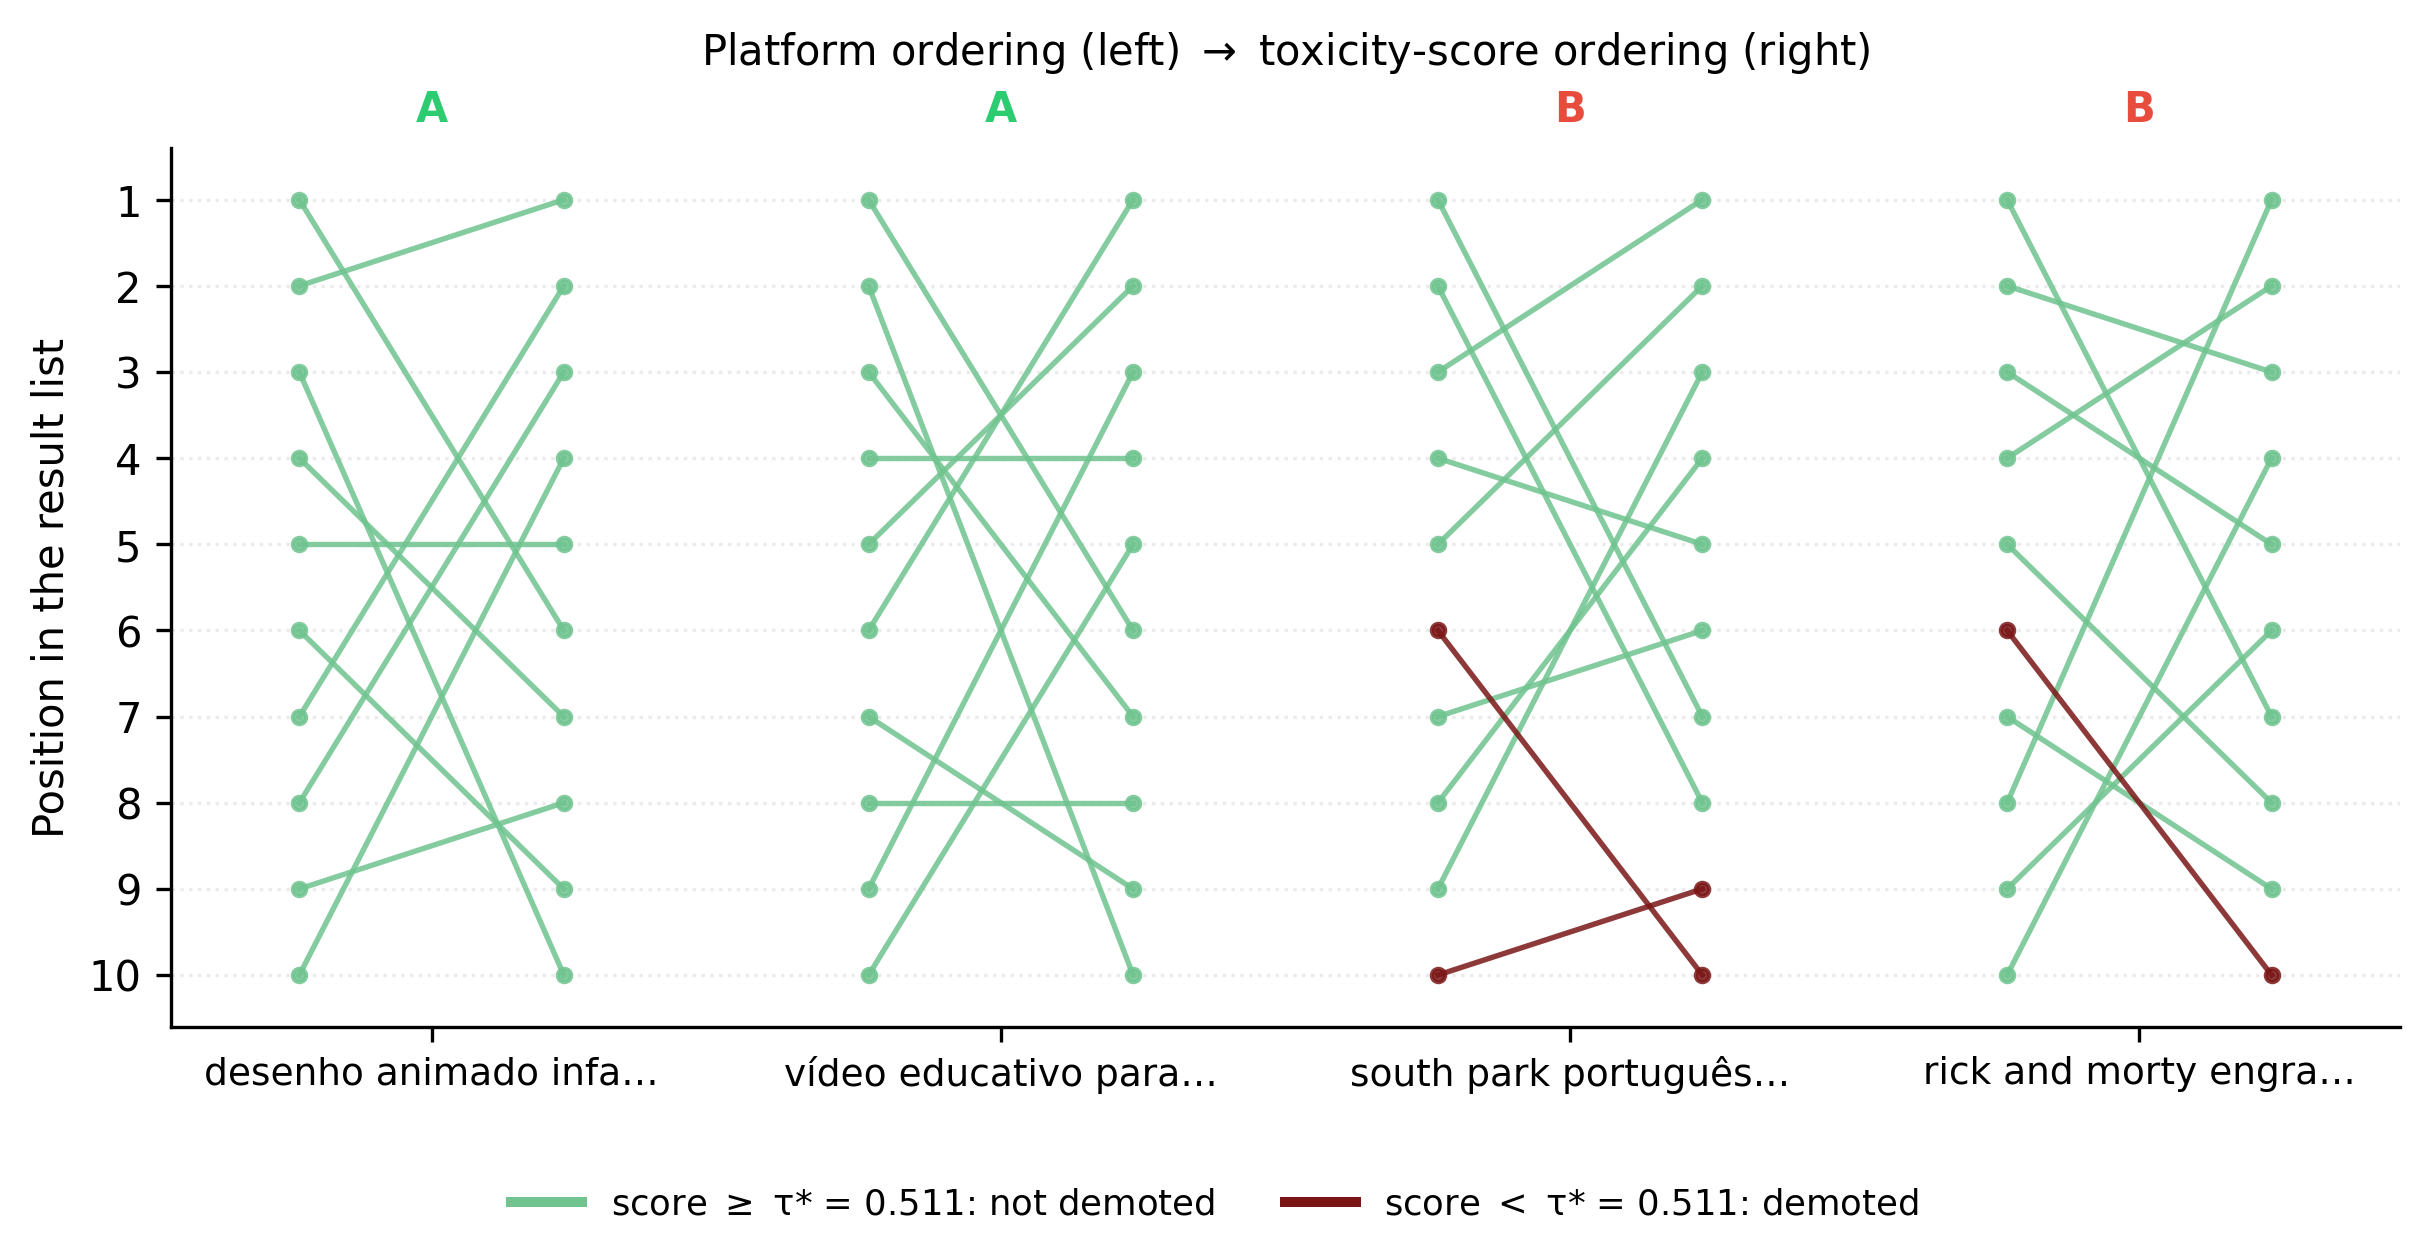 Platform ordering (left) → toxicity-score ordering (right)
A A B B
Position in the result list
1
2
3
4
5
6
7
8
9
10
desenho animado infa... vídeo educativo para... south park português... rick and morty engra...
score ≥ τ* = 0.511: not demoted score < τ* = 0.511: demoted